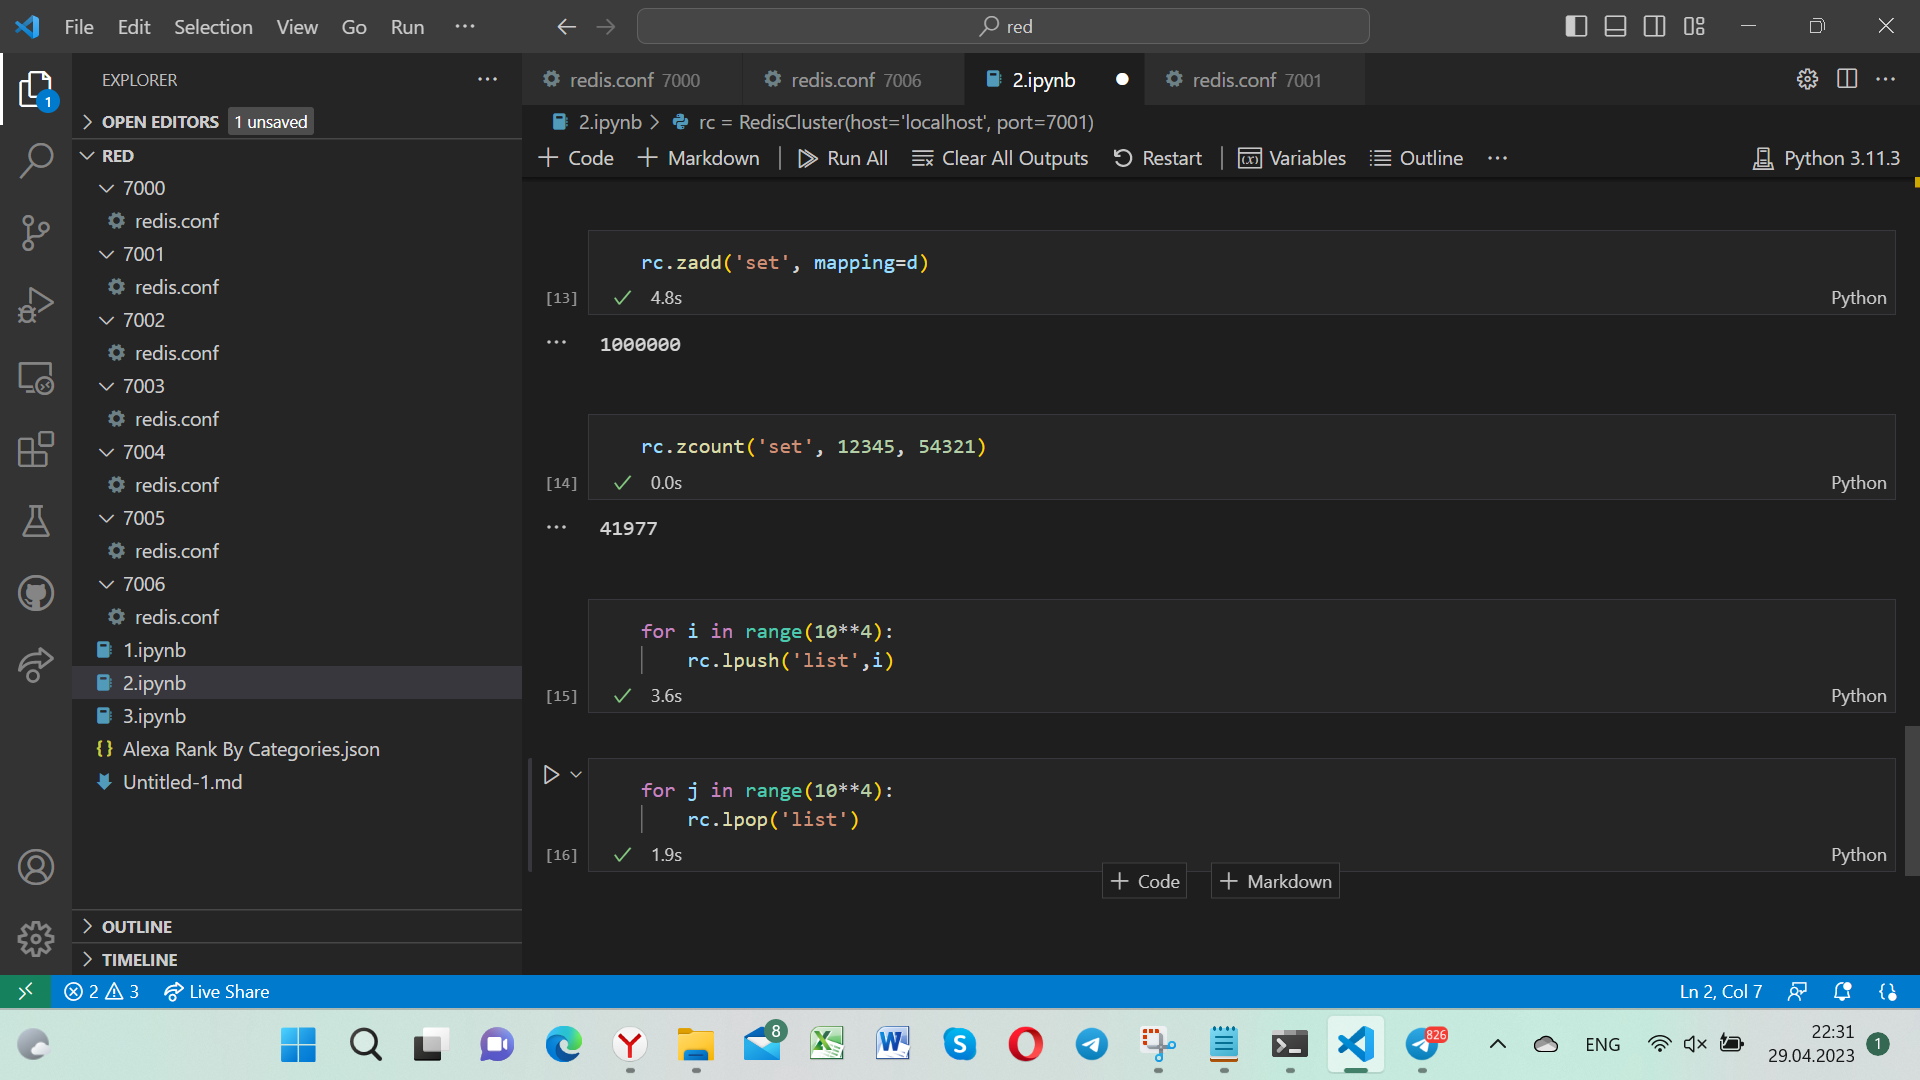 File Edit Selection View Go Run ···
red
EXPLORER ···
OPEN EDITORS 1 unsaved
RED
7000
redis.conf
7001
redis.conf
7002
redis.conf
7003
redis.conf
7004
redis.conf
7005
redis.conf
7006
redis.conf
1.ipynb
2.ipynb
3.ipynb
{} Alexa Rank By Categories.json
Untitled-1.md
OUTLINE
TIMELINE
1
redis.conf 7000
redis.conf 7006
2.ipynb
redis.conf 7001
2.ipynb > rc = RedisCluster(host='localhost', port=7001)
+ Code + Markdown Run All Clear All Outputs Restart Variables Outline ··· Python 3.11.3
rc.zadd('set', mapping=d)
[13] ✓ 4.8s Python
··· 1000000
rc.zcount('set', 12345, 54321)
[14] ✓ 0.0s Python
··· 41977
for i in range(10**4):
rc.lpush('list',i)
[15] ✓ 3.6s Python
for j in range(10**4):
rc.lpop('list')
[16] ✓ 1.9s Python
+ Code + Markdown
2 3 Live Share Ln 2, Col 7
8
826
ENG
22:31
29.04.2023
1